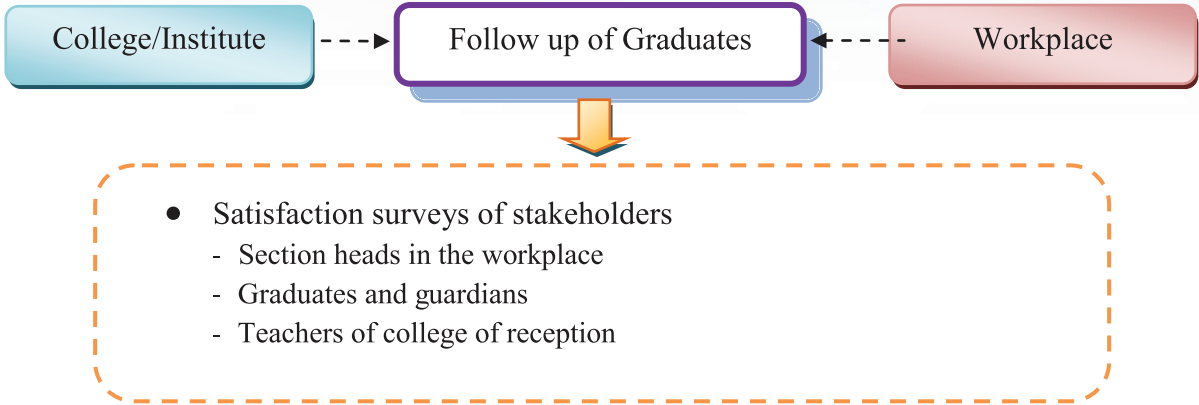 College/Institute
Follow up of Graduates
Workplace
● Satisfaction surveys of stakeholders
- Section heads in the workplace
- Graduates and guardians
- Teachers of college of reception